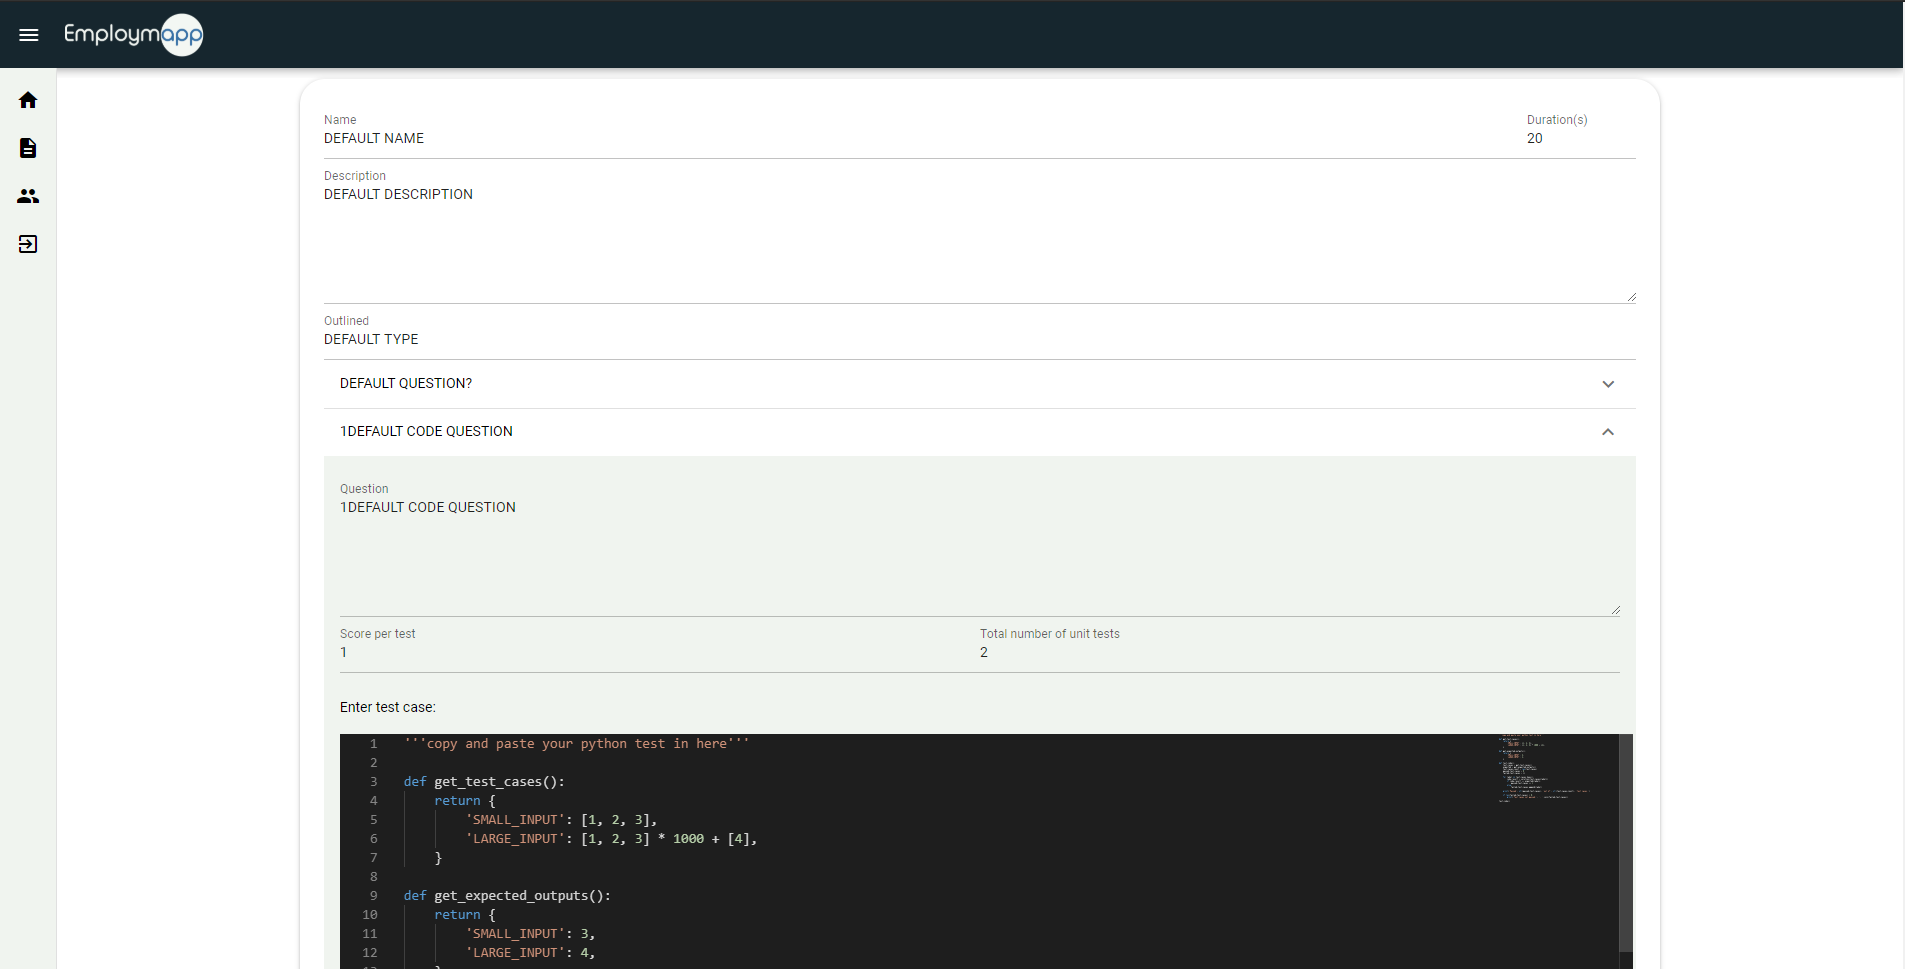 Employmapp
Name
DEFAULT NAME
Duration(s)
20
Description
DEFAULT DESCRIPTION
Outlined
DEFAULT TYPE
DEFAULT QUESTION?
1DEFAULT CODE QUESTION
Question
1DEFAULT CODE QUESTION
Score per test
1
Total number of unit tests
2
Enter test case:
1 '''copy and paste your python test in here'''
2
3 def get_test_cases():
4     return {
5         'SMALL_INPUT': [1, 2, 3],
6         'LARGE_INPUT': [1, 2, 3] * 1000 + [4],
7     }
8
9 def get_expected_outputs():
10     return {
11         'SMALL_INPUT': 3,
12         'LARGE_INPUT': 4,